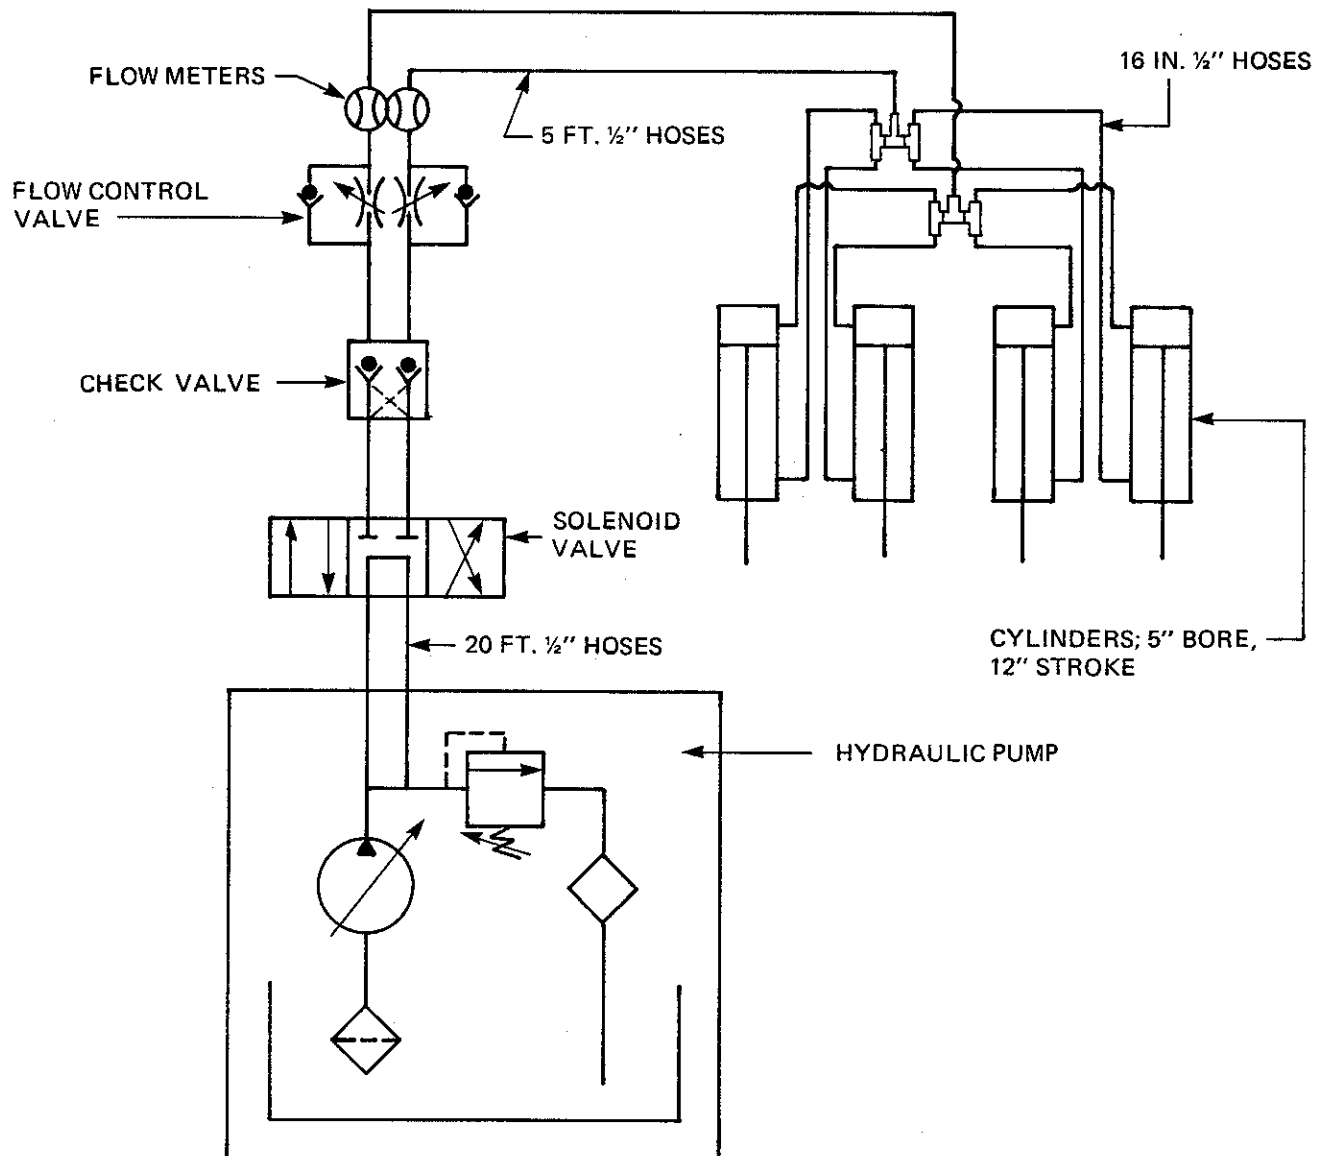 FLOW METERS
16 IN. ½" HOSES
5 FT. ½" HOSES
FLOW CONTROL
VALVE
CHECK VALVE
SOLENOID
VALVE
20 FT. ½" HOSES
CYLINDERS; 5" BORE,
12" STROKE
HYDRAULIC PUMP